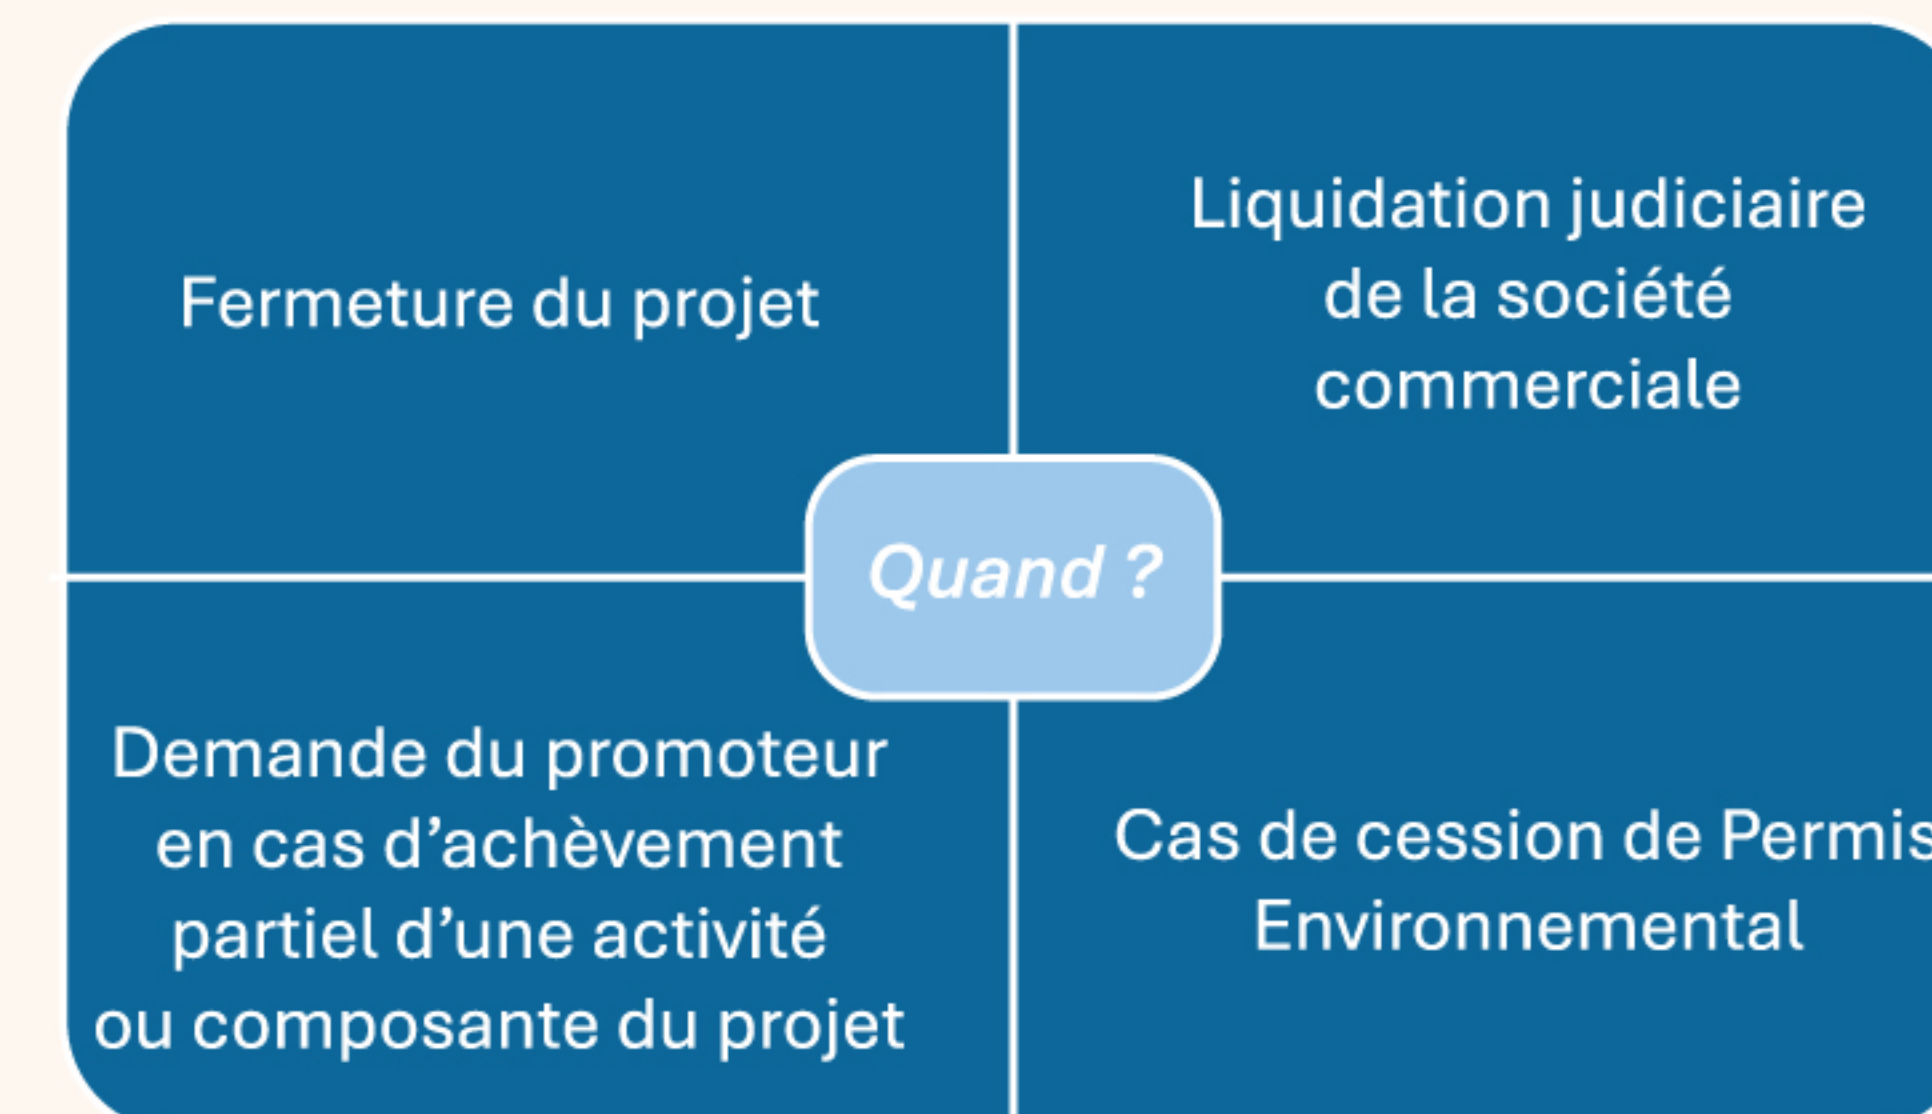 Fermeture du projet
Liquidation judiciaire
de la société
commerciale
Quand ?
Demande du promoteur
en cas d’achèvement
partiel d’une activité
ou composante du projet
Cas de cession de Permis
Environnemental